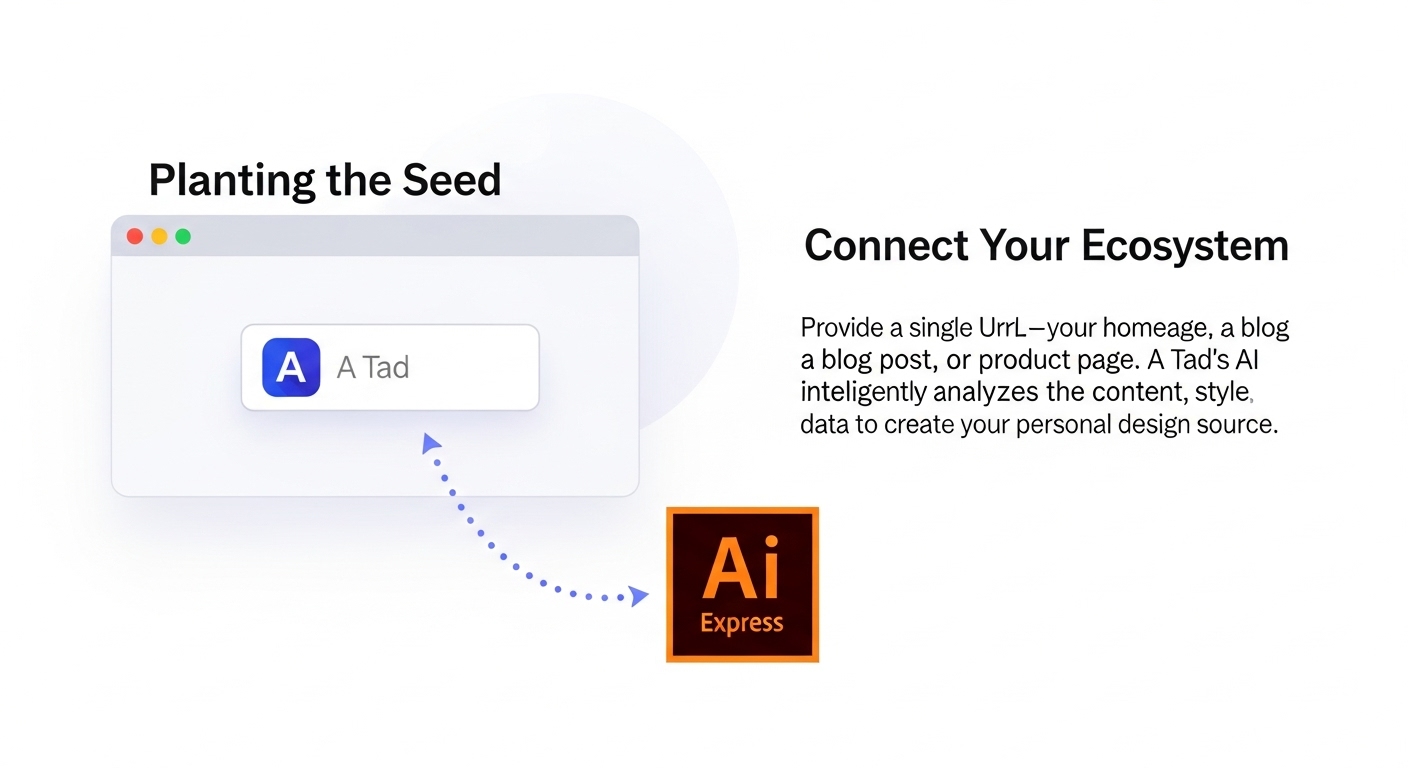 Planting the Seed
A
A Tad
Connect Your Ecosystem
Provide a single UrrL—your homeage, a blog
a blog post, or product page. A Tad's AI
inteligently analyzes the content, style,
data to create your personal design source.
Ai
Express